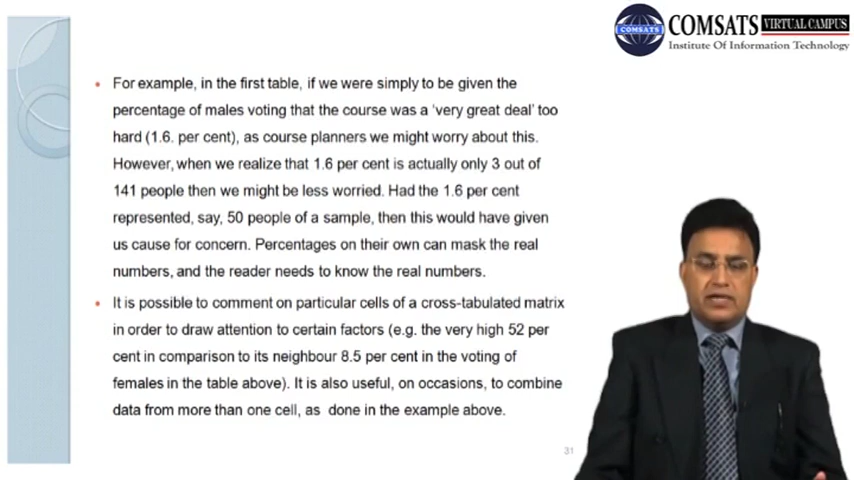 COMSATS
COMSATS VIRTUAL CAMPUS
Institute Of Information Technology
• For example, in the first table, if we were simply to be given the
percentage of males voting that the course was a ‘very great deal’ too
hard (1.6. per cent), as course planners we might worry about this.
However, when we realize that 1.6 per cent is actually only 3 out of
141 people then we might be less worried. Had the 1.6 per cent
represented, say, 50 people of a sample, then this would have given
us cause for concern. Percentages on their own can mask the real
numbers, and the reader needs to know the real numbers.
• It is possible to comment on particular cells of a cross-tabulated matrix
in order to draw attention to certain factors (e.g. the very high 52 per
cent in comparison to its neighbour 8.5 per cent in the voting of
females in the table above). It is also useful, on occasions, to combine
data from more than one cell, as done in the example above.
31